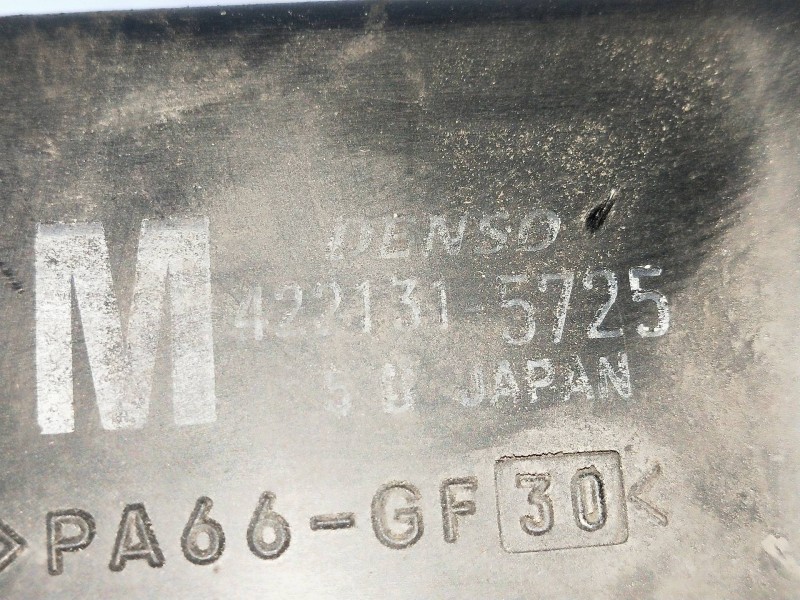 M
DENSO
422131-5725
JAPAN
>PA66-GF30<